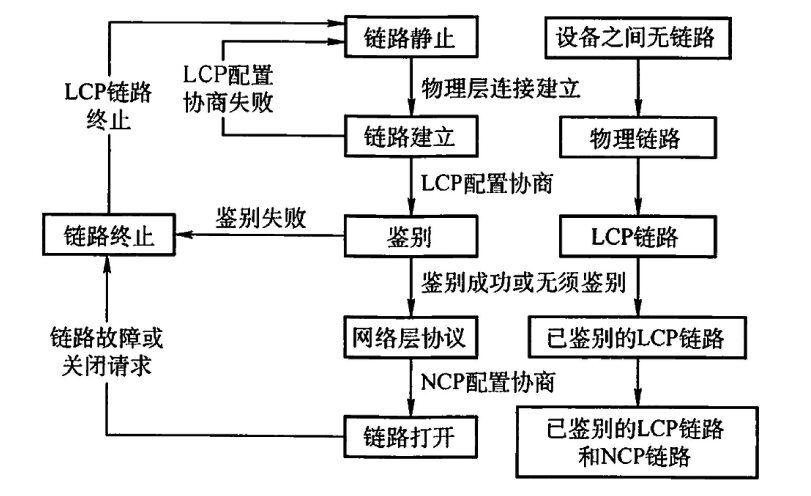 链路静止
设备之间无链路
LCP配置
协商失败
物理层连接建立
LCP链路
终止
链路建立
物理链路
LCP配置协商
鉴别失败
链路终止
鉴别
LCP链路
鉴别成功或无须鉴别
链路故障或
关闭请求
网络层协议
已鉴别的LCP链路
NCP配置协商
链路打开
已鉴别的LCP链路
和NCP链路